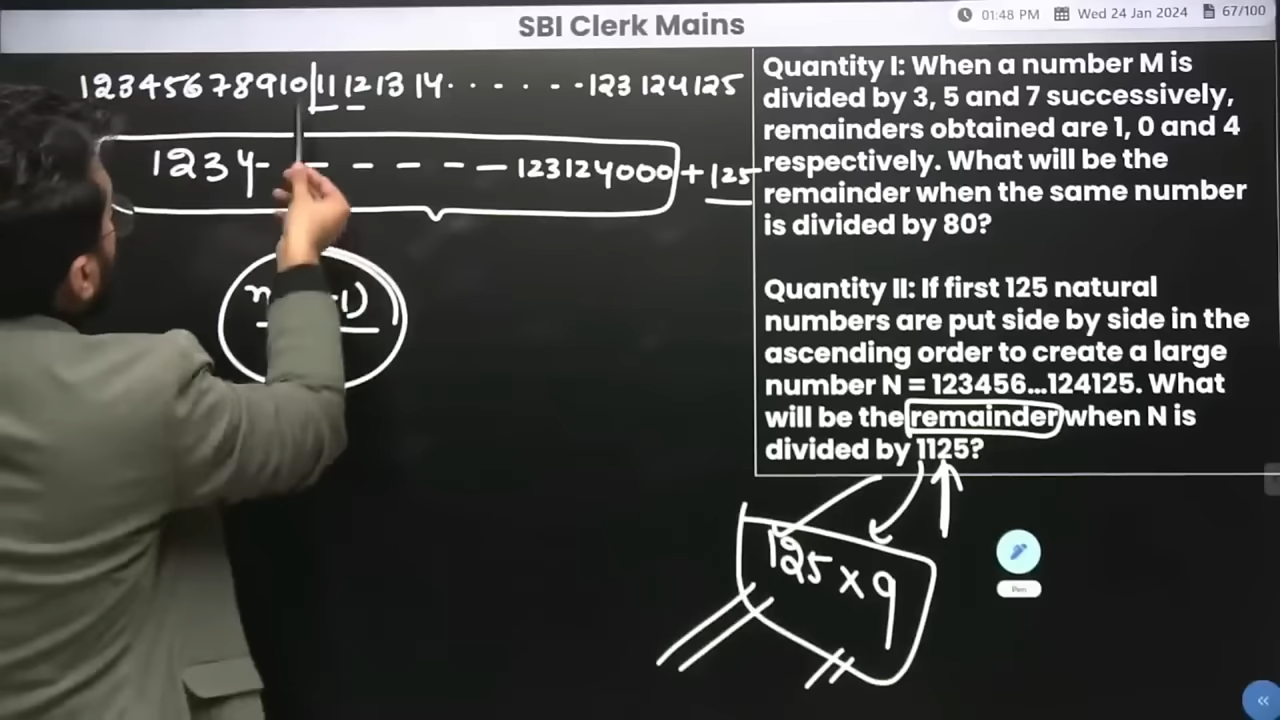 SBI Clerk Mains
01:48 PM Wed 24 Jan 2024 67/100
12345678910 11 12 13 14 . . . . . . . 123 124 125
1234 - - - - - - 123124000 + 125
1)
Quantity I: When a number M is
divided by 3, 5 and 7 successively,
remainders obtained are 1, 0 and 4
respectively. What will be the
remainder when the same number
is divided by 80?
Quantity II: If first 125 natural
numbers are put side by side in the
ascending order to create a large
number N = 123456...124125. What
will be the remainder when N is
divided by 1125?
125 × 9
Pen